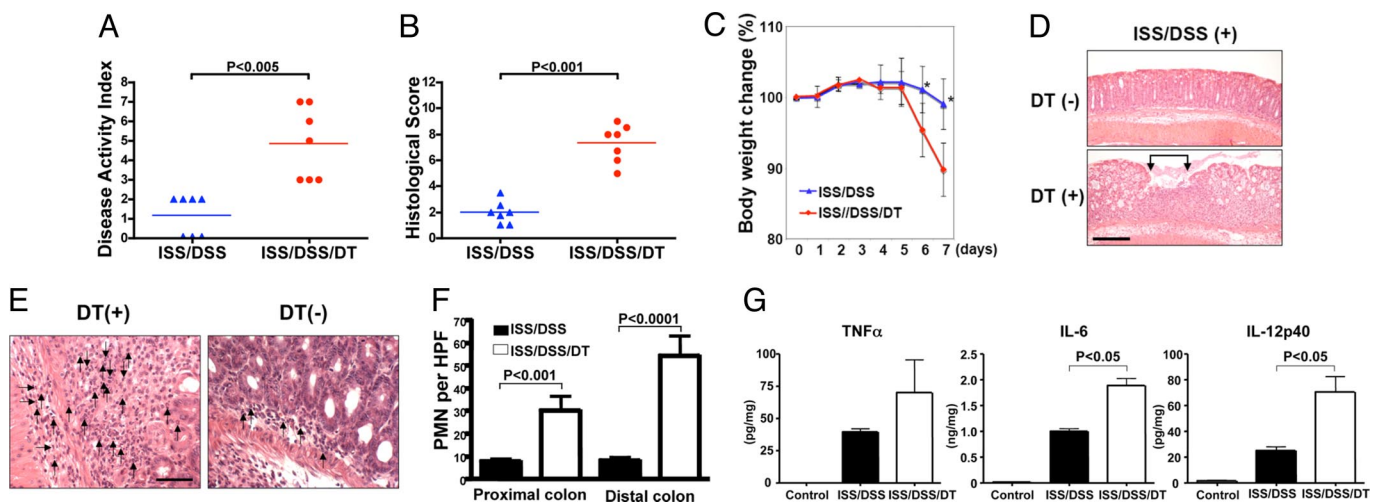 A
Disease Activity Index
P<0.005
8
7
6
5
4
3
2
1
0
ISS/DSS
ISS/DSS/DT
B
Histological Score
P<0.001
12
10
8
6
4
2
0
ISS/DSS
ISS/DSS/DT
C
Body weight change (%)
110
100
90
80
*
*
ISS/DSS
ISS//DSS/DT
0 1 2 3 4 5 6 7 (days)
D
ISS/DSS (+)
DT (-)
DT (+)
E
DT(+)
DT(-)
F
PMN per HPF
70
60
50
40
30
20
10
0
ISS/DSS
ISS/DSS/DT
P<0.001
P<0.0001
Proximal colon
Distal colon
G
TNFα
(pg/mg)
100
75
50
25
0
Control ISS/DSS ISS/DSS/DT
IL-6
P<0.05
(ng/mg)
2.5
2.0
1.5
1.0
0.5
0.0
Control ISS/DSS ISS/DSS/DT
IL-12p40
P<0.05
(pg/mg)
100
75
50
25
0
Control ISS/DSS ISS/DSS/DT